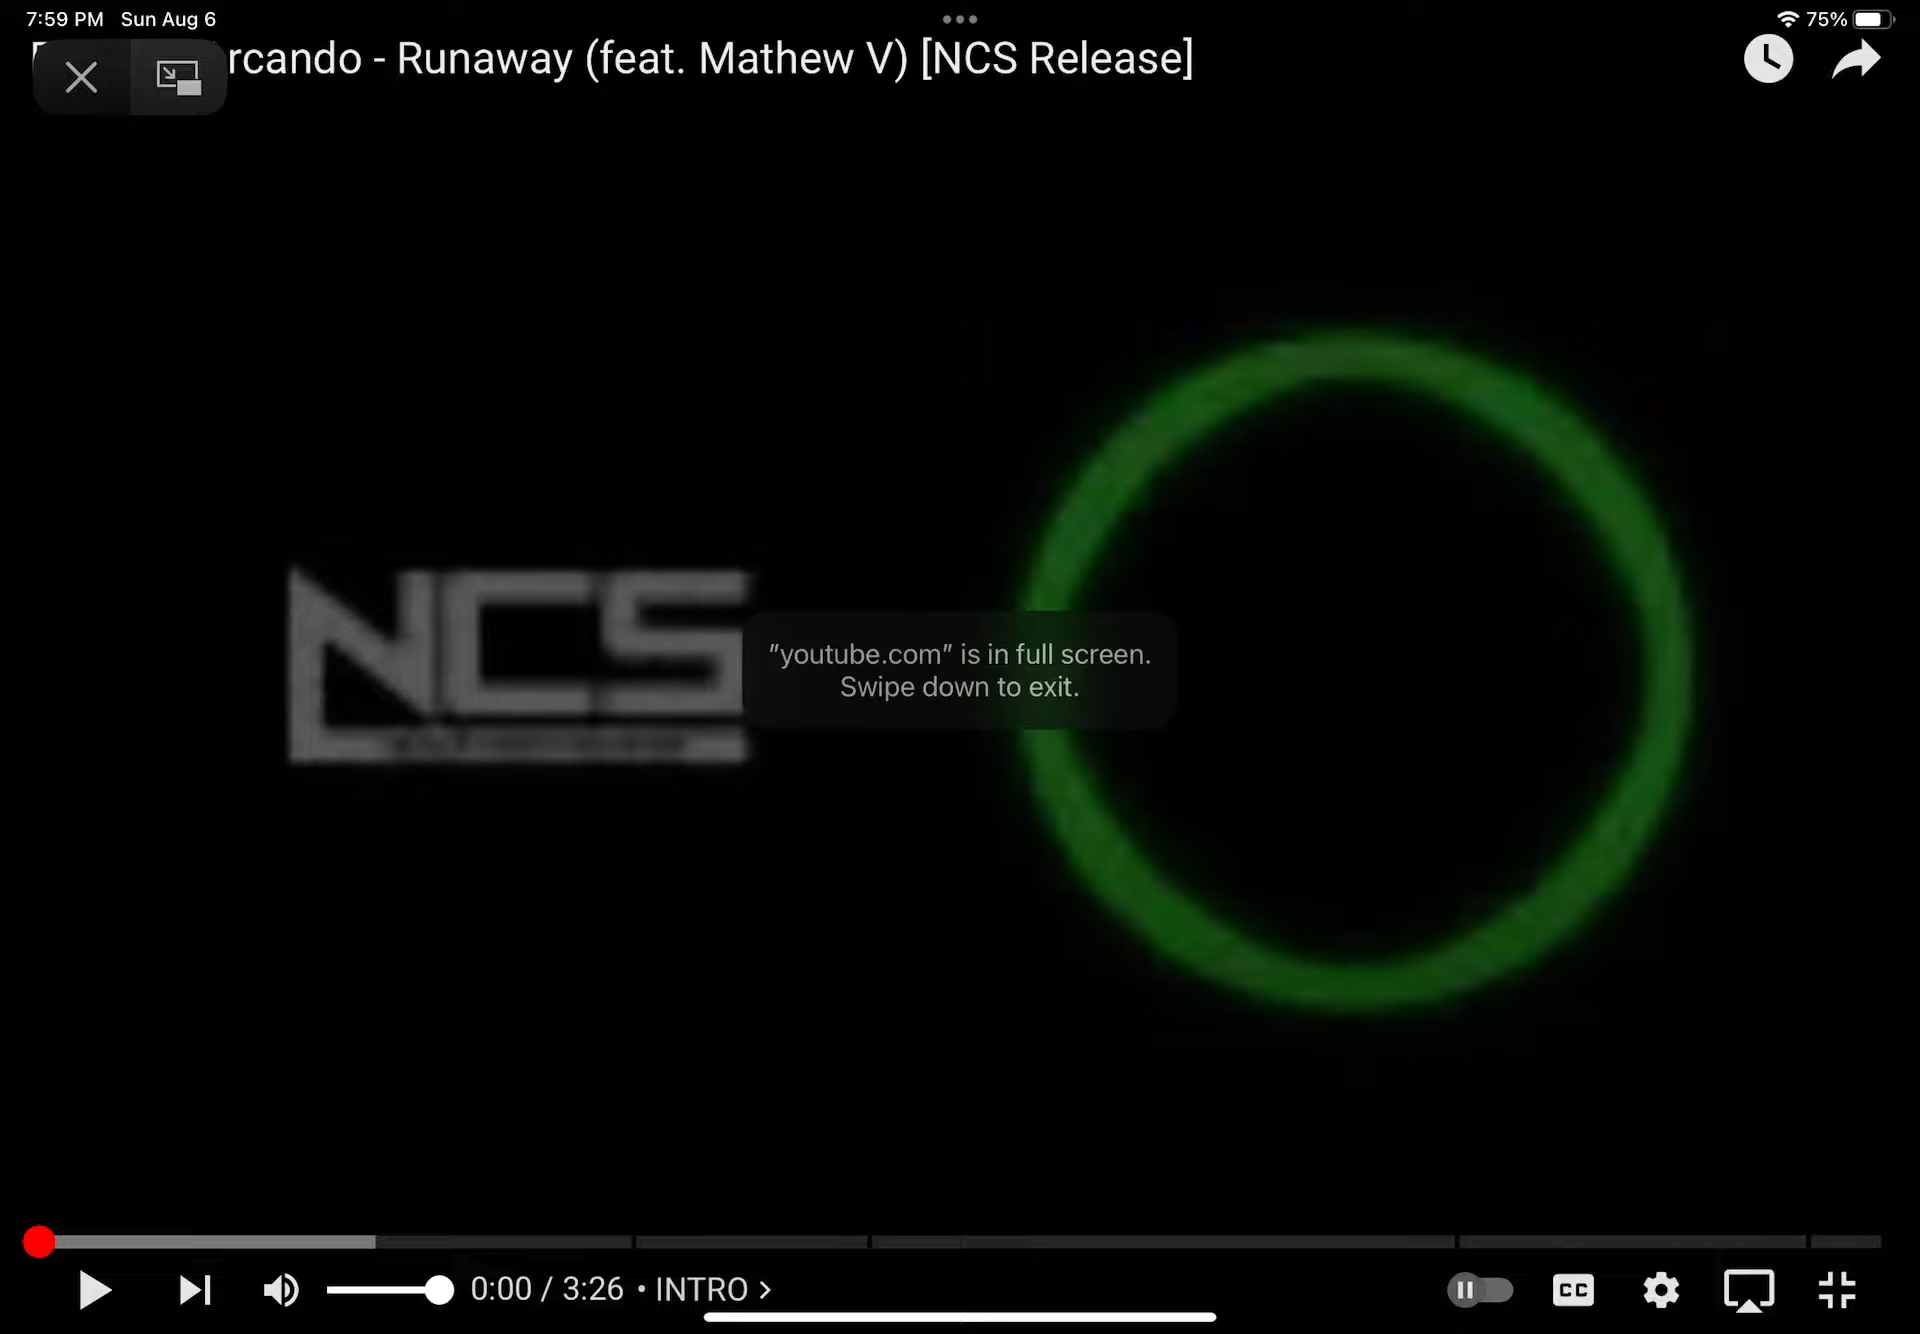 7:59 PM Sun Aug 6
75%
rcando - Runaway (feat. Mathew V) [NCS Release]
NCS
"youtube.com" is in full screen.
Swipe down to exit.
0:00 / 3:26 • INTRO >
CC